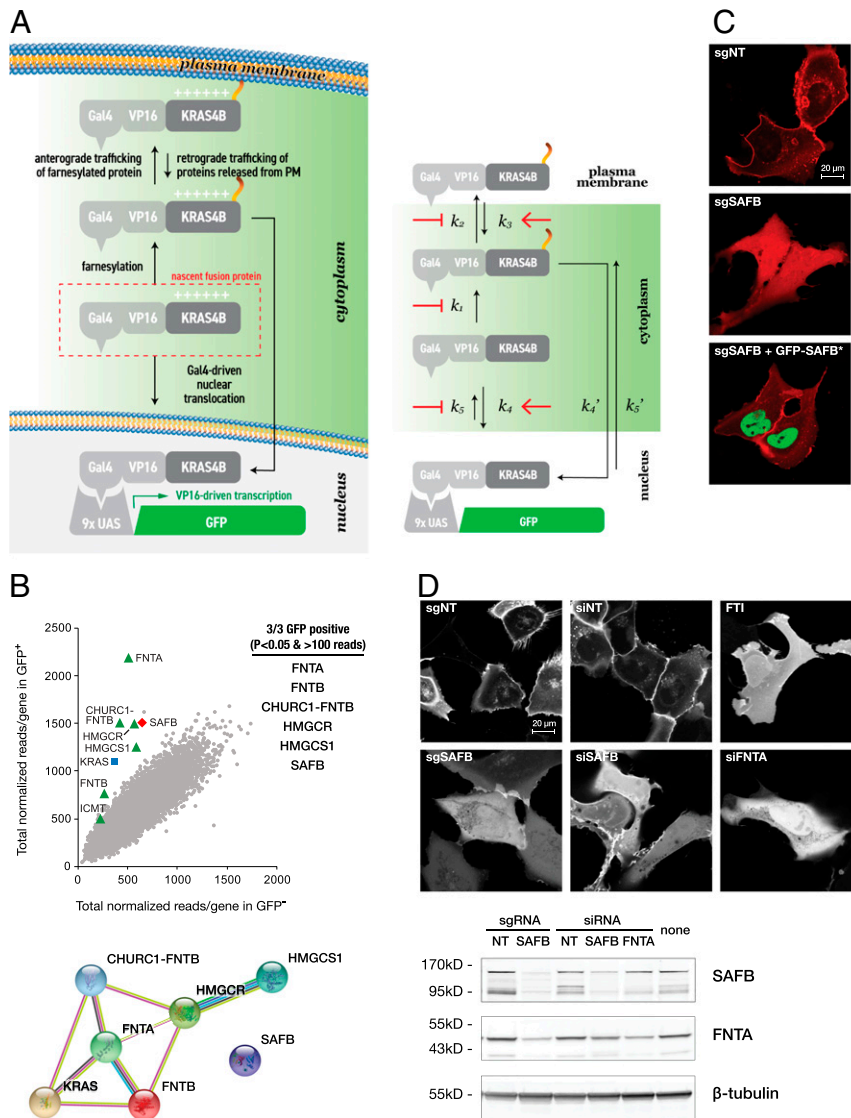 A
plasma membrane
++++++
Gal4 VP16 KRAS4B
anterograde trafficking
of farnesylated protein
retrograde trafficking of
proteins released from PM
++++++
Gal4 VP16 KRAS4B
farnesylation
nascent fusion protein
++++++
Gal4 VP16 KRAS4B
Gal4-driven
nuclear
translocation
cytoplasm
Gal4 VP16 KRAS4B
VP16-driven transcription
9x UAS GFP
nucleus
Gal4 VP16 KRAS4B
plasma
membrane
k2 k3
Gal4 VP16 KRAS4B
k1
cytoplasm
Gal4 VP16 KRAS4B
k5 k4 k4' k5'
Gal4 VP16 KRAS4B
nucleus
9x UAS GFP
C
sgNT
20 µm
sgSAFB
sgSAFB + GFP-SAFB*
B
Total normalized reads/gene in GFP+
2500
2000
1500
1000
500
0
0 500 1000 1500 2000
Total normalized reads/gene in GFP-
FNTA
CHURC1-
FNTB
SAFB
HMGCR
HMGCS1
KRAS
FNTB
ICMT
3/3 GFP positive
(P<0.05 & >100 reads)
FNTA
FNTB
CHURC1-FNTB
HMGCR
HMGCS1
SAFB
CHURC1-FNTB
HMGCS1
HMGCR
FNTA
SAFB
KRAS
FNTB
D
sgNT
20 µm
siNT
FTI
sgSAFB
siSAFB
siFNTA
sgRNA siRNA none
NT SAFB NT SAFB FNTA
170kD -
95kD -
SAFB
55kD -
43kD -
FNTA
55kD -
β-tubulin